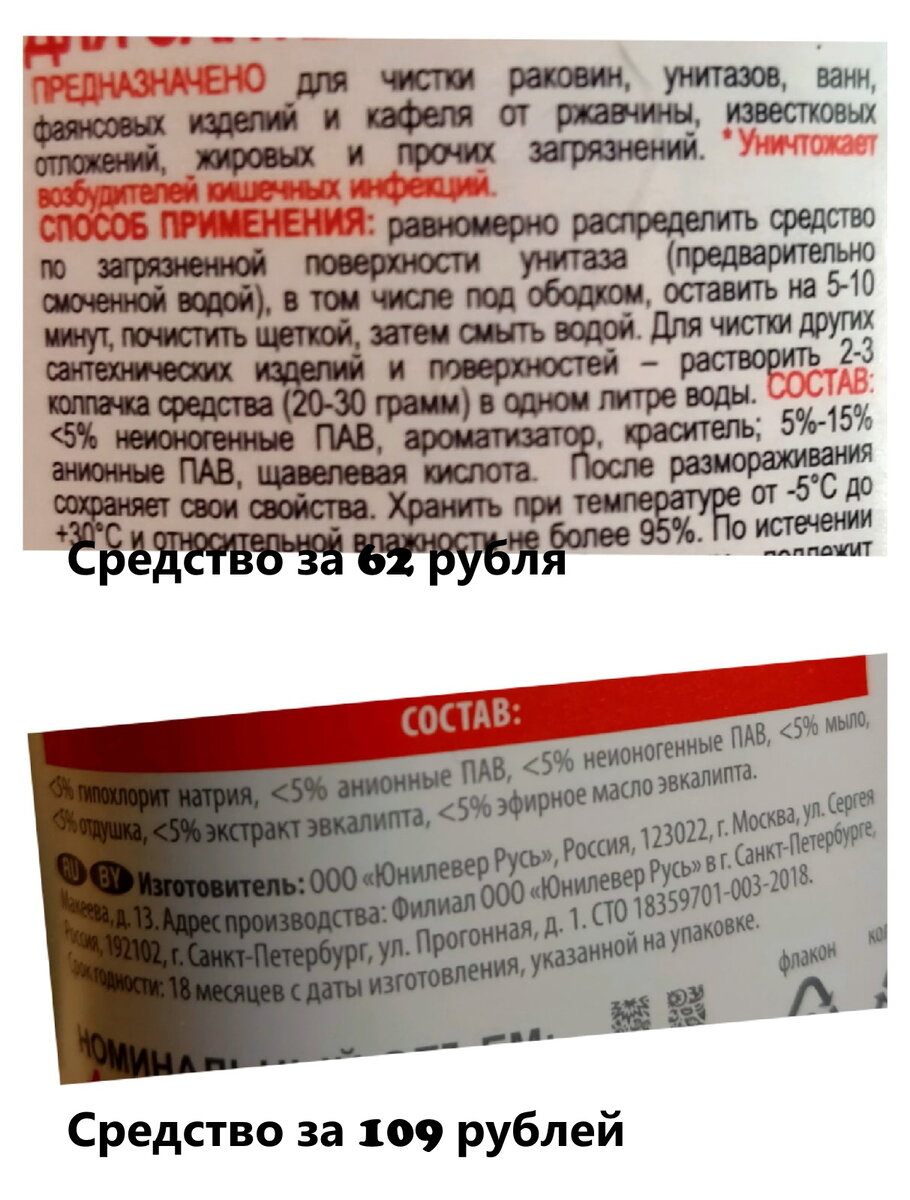 ПРЕДНАЗНАЧЕНО для чистки раковин, унитазов, ванн,
фаянсовых изделий и кафеля от ржавчины, известковых
отложений, жировых и прочих загрязнений. *Уничтожает
возбудителей кишечных инфекций.
СПОСОБ ПРИМЕНЕНИЯ: равномерно распределить средство
по загрязненной поверхности унитаза (предварительно
смоченной водой), в том числе под ободком, оставить на 5-10
минут, почистить щеткой, затем смыть водой. Для чистки других
сантехнических изделий и поверхностей – растворить 2-3
колпачка средства (20-30 грамм) в одном литре воды. СОСТАВ:
<5% неионогенные ПАВ, ароматизатор, краситель; 5%-15%
анионные ПАВ, щавелевая кислота. После размораживания
сохраняет свои свойства. Хранить при температуре от -5°С до
+30°С и относительной влажности не более 95%. По истечении
подлежит
Средство за 62 рубля
СОСТАВ:
<5% гипохлорит натрия, <5% анионные ПАВ, <5% неионогенные ПАВ, <5% мыло,
<5% отдушка, <5% экстракт эвкалипта, <5% эфирное масло эвкалипта.
RU BY Изготовитель: ООО «Юнилевер Русь», Россия, 123022, г. Москва, ул. Сергея
Макеева, д. 13. Адрес производства: Филиал ООО «Юнилевер Русь» в г. Санкт-Петербурге,
Россия, 192102, г. Санкт-Петербург, ул. Прогонная, д. 1. СТО 18359701-003-2018.
Срок годности: 18 месяцев с даты изготовления, указанной на упаковке.
флакон
Средство за 109 рублей